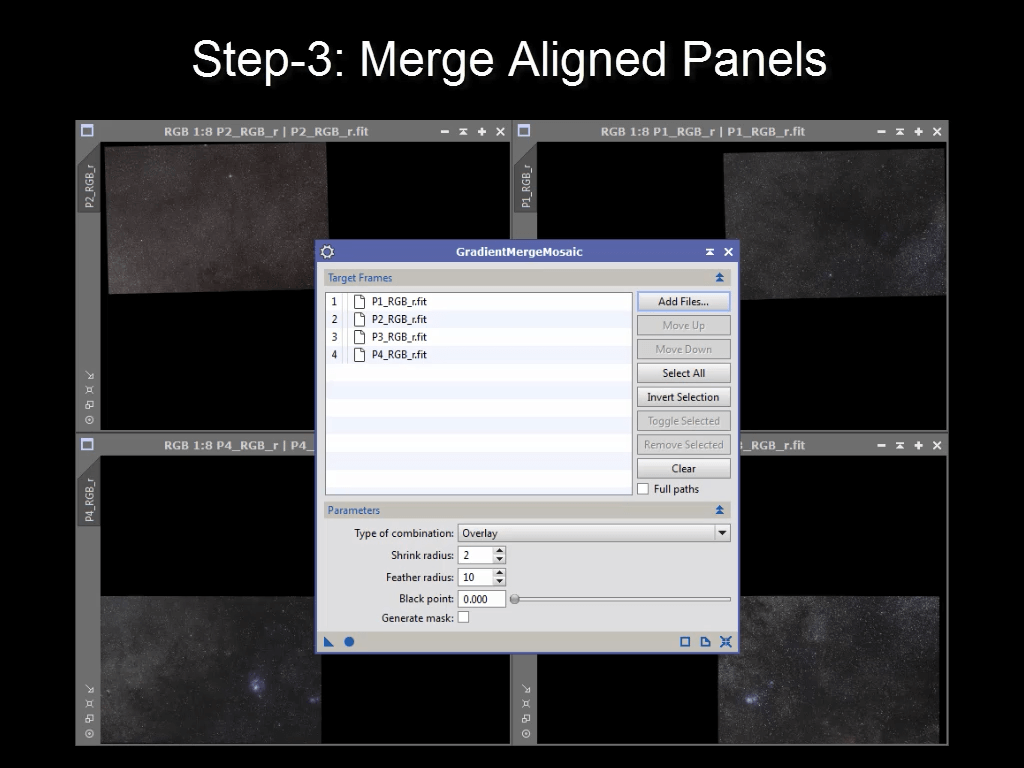 Step-3: Merge Aligned Panels
RGB 1:8 P2_RGB_r | P2_RGB_r.fit
RGB 1:8 P1_RGB_r | P1_RGB_r.fit
P2_RGB_r
P1_RGB_r
GradientMergeMosaic
Target Frames
1 P1_RGB_r.fit
2 P2_RGB_r.fit
3 P3_RGB_r.fit
4 P4_RGB_r.fit
Add Files...
Move Up
Move Down
Select All
Invert Selection
Toggle Selected
Remove Selected
Clear
Full paths
RGB 1:8 P4_RGB_r | P4_
_RGB_r.fit
P4_RGB_r
Parameters
Type of combination: Overlay
Shrink radius: 2
Feather radius: 10
Black point: 0.000
Generate mask: